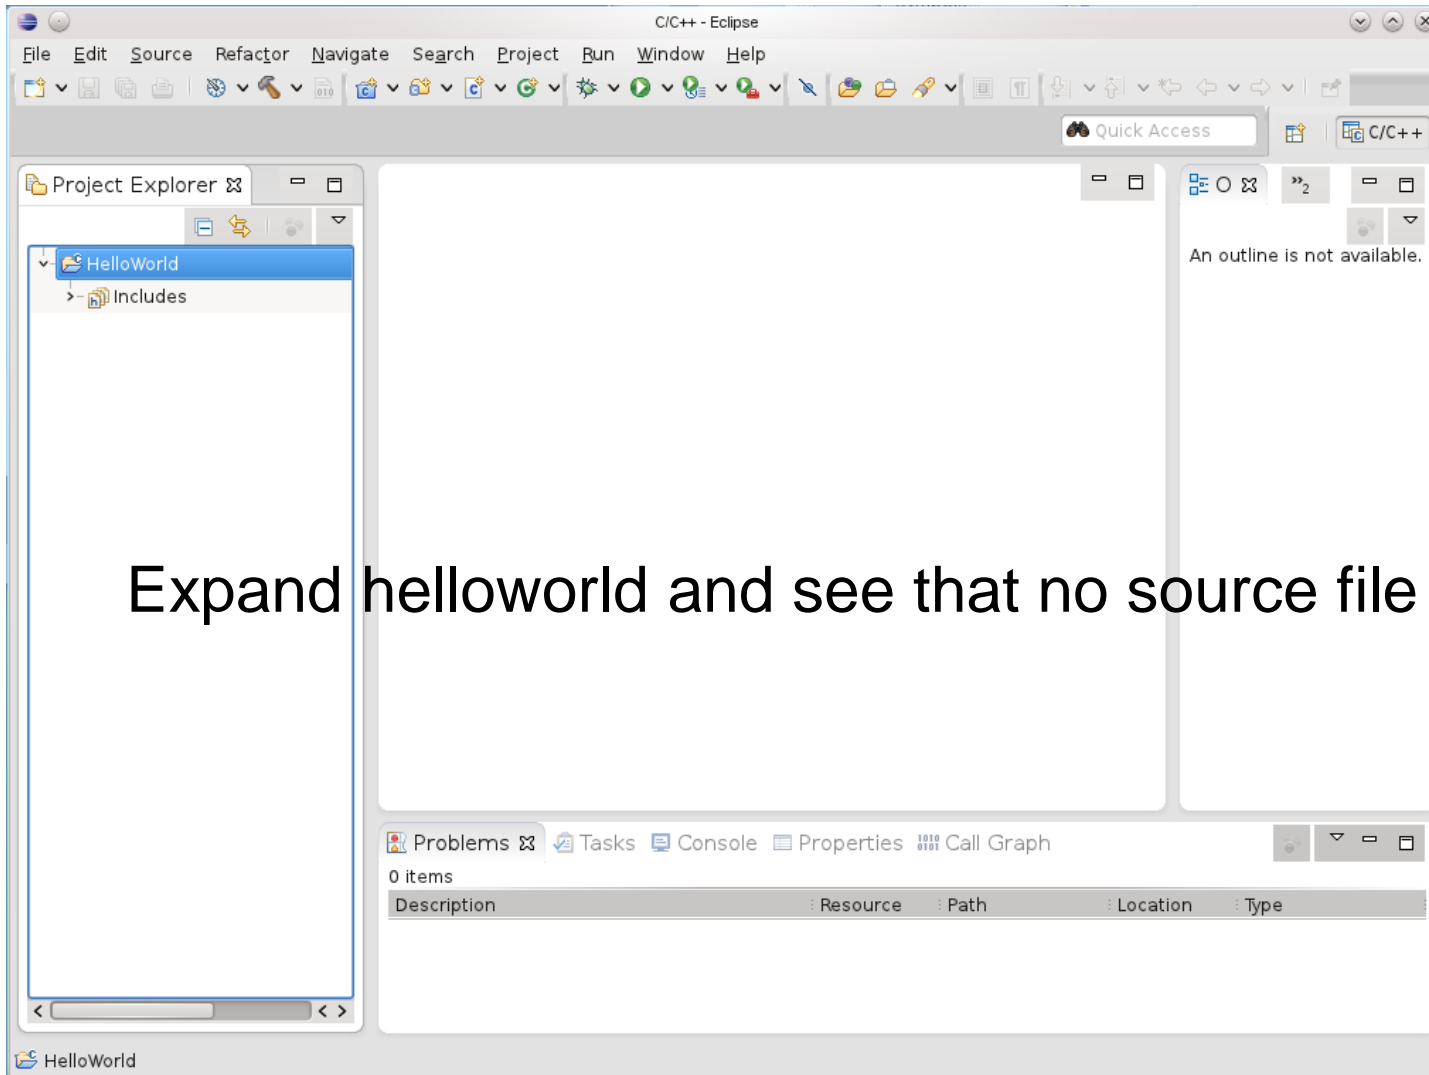 C/C++ - Eclipse
File Edit Source Refactor Navigate Search Project Run Window Help
Quick Access
C/C++
Project Explorer
O
»2
HelloWorld
Includes
An outline is not available.
Expand helloworld and see that no source file
Problems Tasks Console Properties Call Graph
0 items
Description Resource Path Location Type
HelloWorld